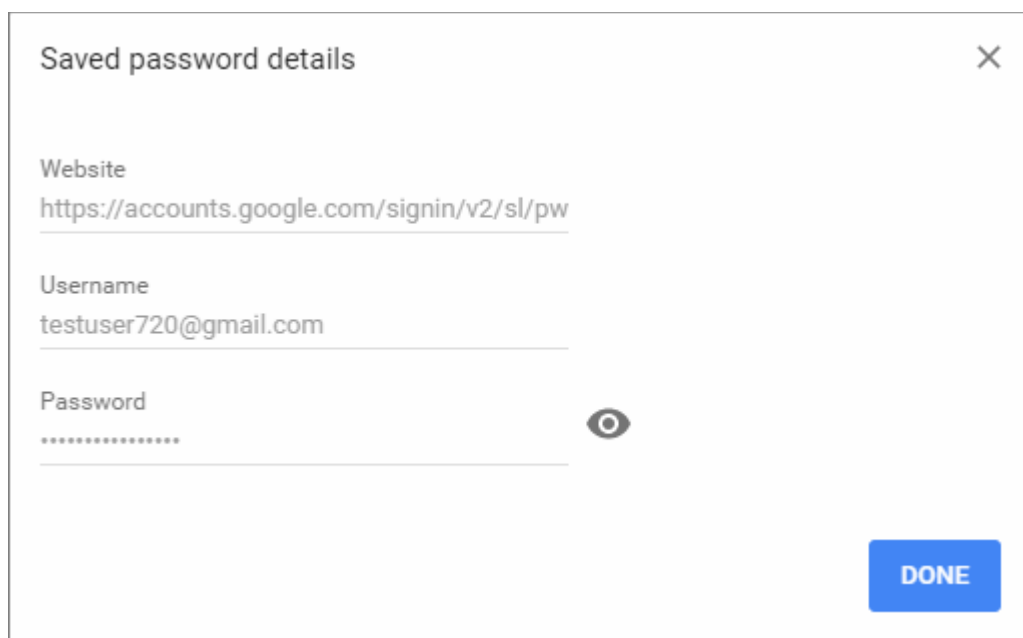 Saved password details
Website
https://accounts.google.com/signin/v2/sl/pw
Username
testuser720@gmail.com
Password
••••••••••••••••
DONE